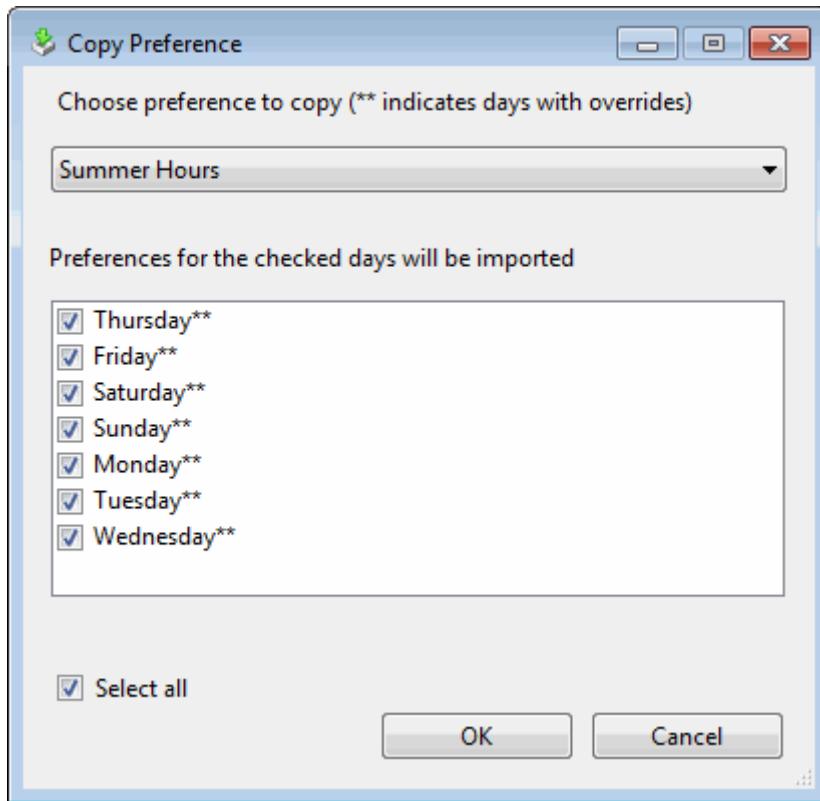 Copy Preference
Choose preference to copy (** indicates days with overrides)
Summer Hours
Preferences for the checked days will be imported
Thursday**
Friday**
Saturday**
Sunday**
Monday**
Tuesday**
Wednesday**
Select all
OK Cancel